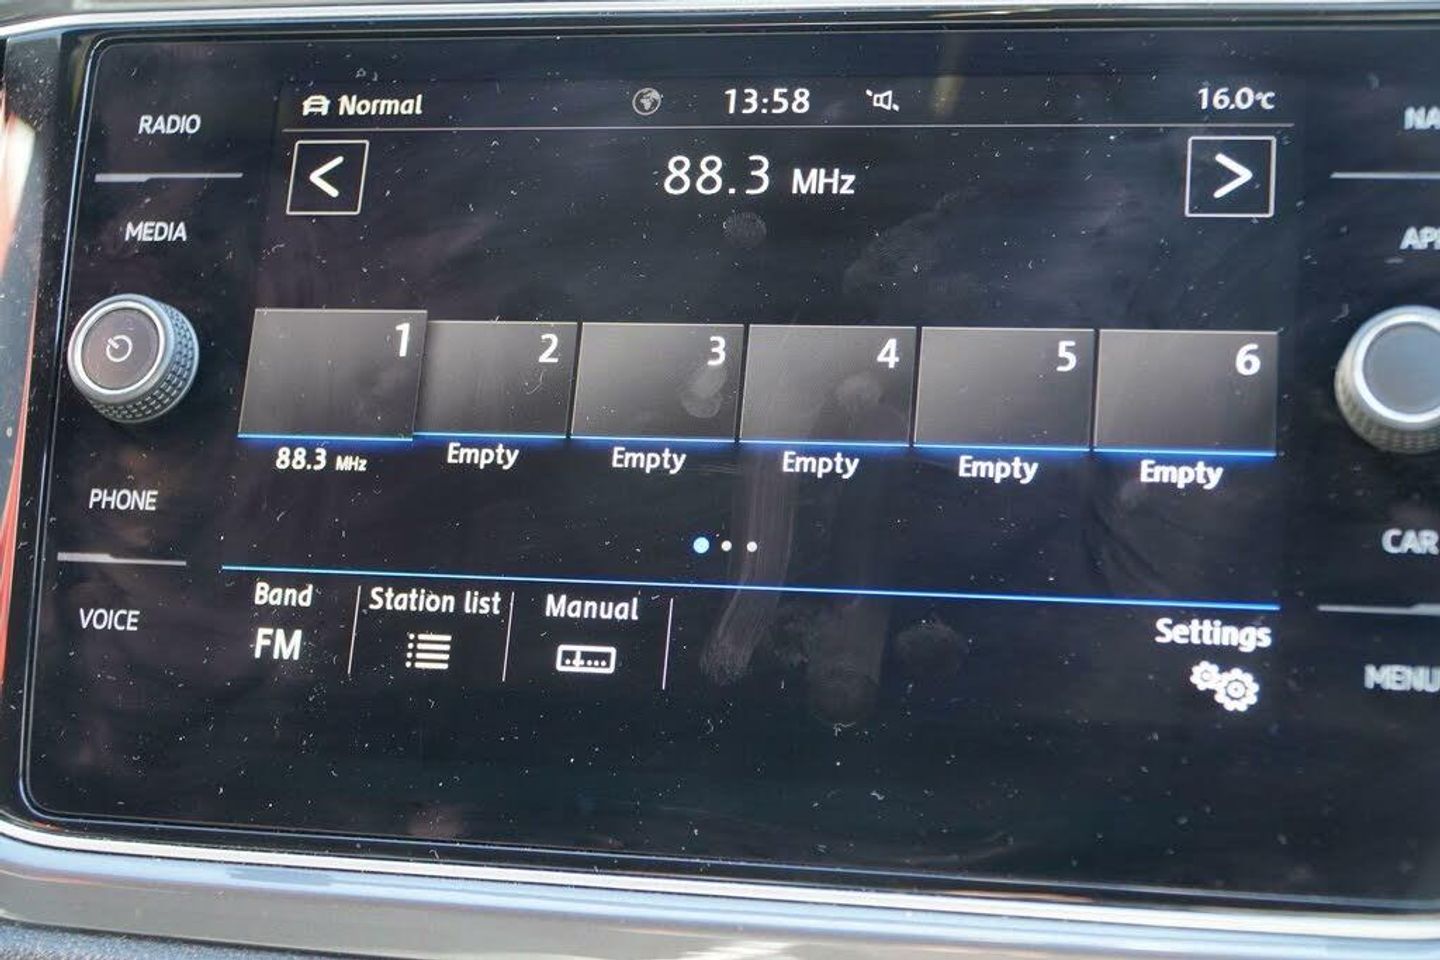 RADIO
MEDIA
PHONE
VOICE
Normal 13:58 16.0°C
88.3 MHz
1 2 3 4 5 6
88.3 MHz Empty Empty Empty Empty Empty
Band Station list Manual Settings
FM
CAR
MENU